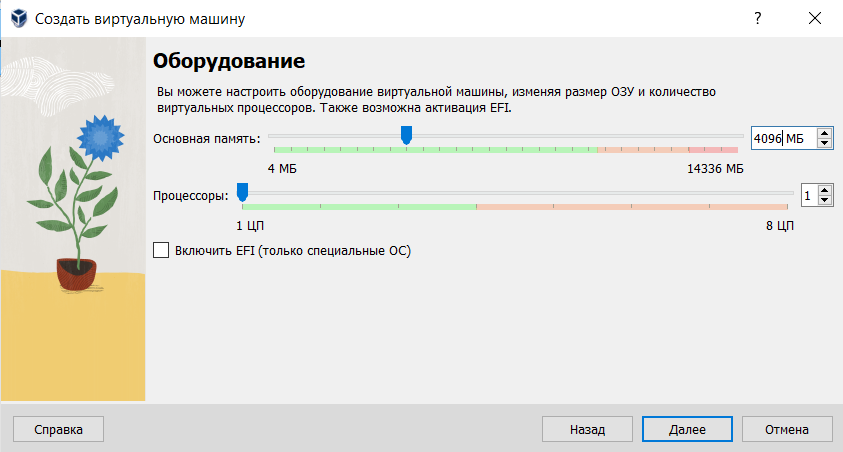 Создать виртуальную машину
?
Оборудование
Вы можете настроить оборудование виртуальной машины, изменяя размер ОЗУ и количество
виртуальных процессоров. Также возможна активация EFI.
Основная память:
4096 МБ
4 МБ
14336 МБ
Процессоры:
1
1 ЦП
8 ЦП
Включить EFI (только специальные ОС)
Справка
Назад
Далее
Отмена